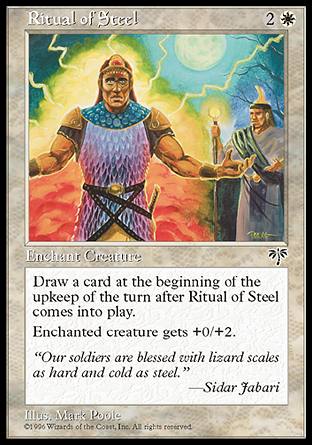 Ritual of Steel 2
Enchant Creature
Draw a card at the beginning of the
upkeep of the turn after Ritual of Steel
comes into play.
Enchanted creature gets +0/+2.
“Our soldiers are blessed with lizard scales
as hard and cold as steel.”
—Sidar Jabari
Illus. Mark Poole
©1996 Wizards of the Coast, Inc. All rights reserved.